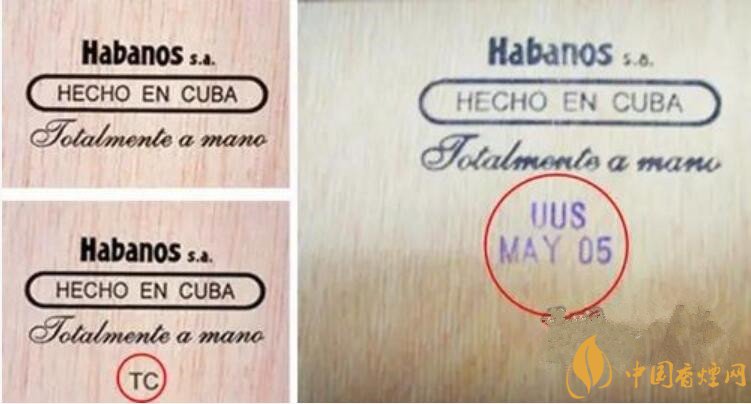 Habanos s.a.
HECHO EN CUBA
Totalmente a mano
Habanos s.a.
HECHO EN CUBA
Totalmente a mano
TC
Habanos s.a.
HECHO EN CUBA
Totalmente a mano
UUS
MAY 05
中国香烟网